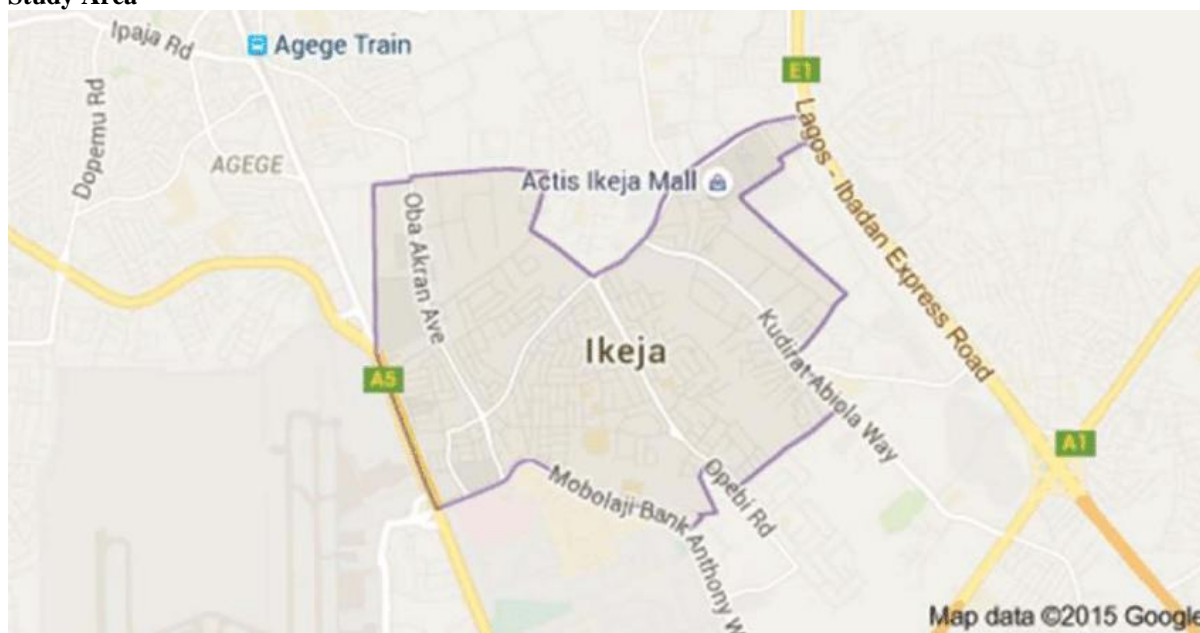 Study Area
Ipaja Rd
Agege Train
E1
Dopemu Rd
AGEGE
Lagos - Ibadan Express Road
Actis Ikeja Mall
Oba Akran Ave
Ikeja
Kudirat Abiola Way
A5
A1
Opebi Rd
Mobolaji Bank Anthony W
Map data ©2015 Google